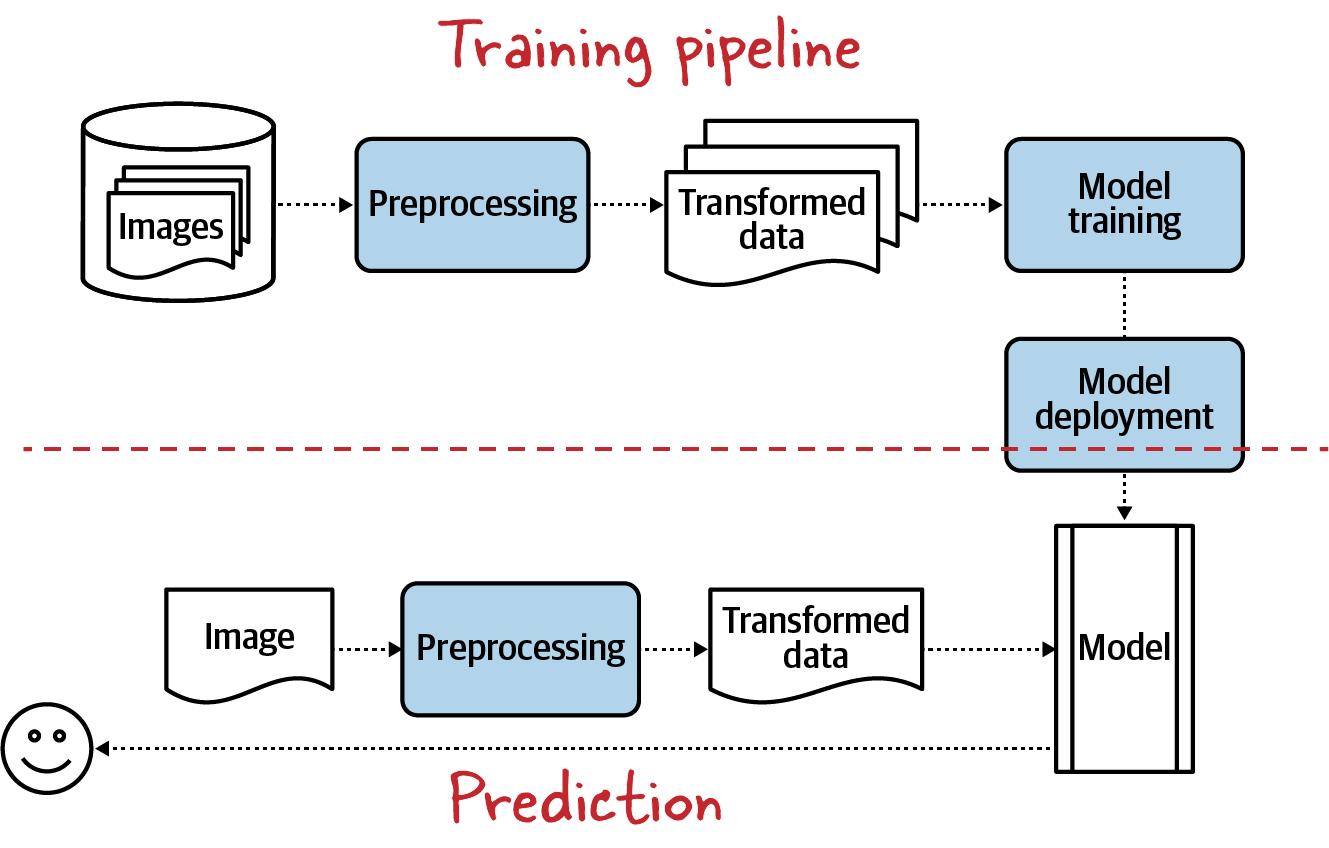 Training pipeline
Images
Preprocessing
Transformed
data
Model
training
Model
deployment
Image
Preprocessing
Transformed
data
Model
Prediction